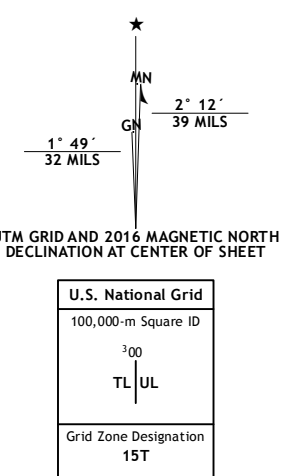 ★
MN
GN
2° 12´
39 MILS
1° 49´
32 MILS
UTM GRID AND 2016 MAGNETIC NORTH
DECLINATION AT CENTER OF SHEET
U.S. National Grid
100,000-m Square ID
³00
TL UL
Grid Zone Designation
15T